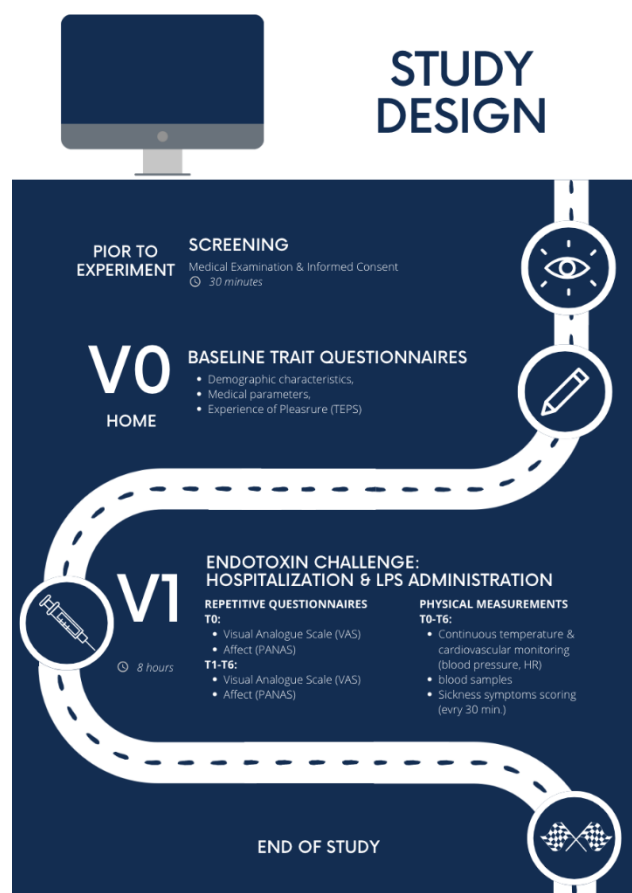 STUDY
DESIGN
PIOR TO
EXPERIMENT
SCREENING
Medical Examination & Informed Consent
30 minutes
V0
HOME
BASELINE TRAIT QUESTIONNAIRES
• Demographic characteristics,
• Medical parameters,
• Experience of Pleasrure (TEPS)
V1
8 hours
ENDOTOXIN CHALLENGE:
HOSPITALIZATION & LPS ADMINISTRATION
REPETITIVE QUESTIONNAIRES
T0:
• Visual Analogue Scale (VAS)
• Affect (PANAS)
T1-T6:
• Visual Analogue Scale (VAS)
• Affect (PANAS)
PHYSICAL MEASUREMENTS
T0-T6:
• Continuous temperature &
cardiovascular monitoring
(blood pressure, HR)
• blood samples
• Sickness symptoms scoring
(evry 30 min.)
END OF STUDY